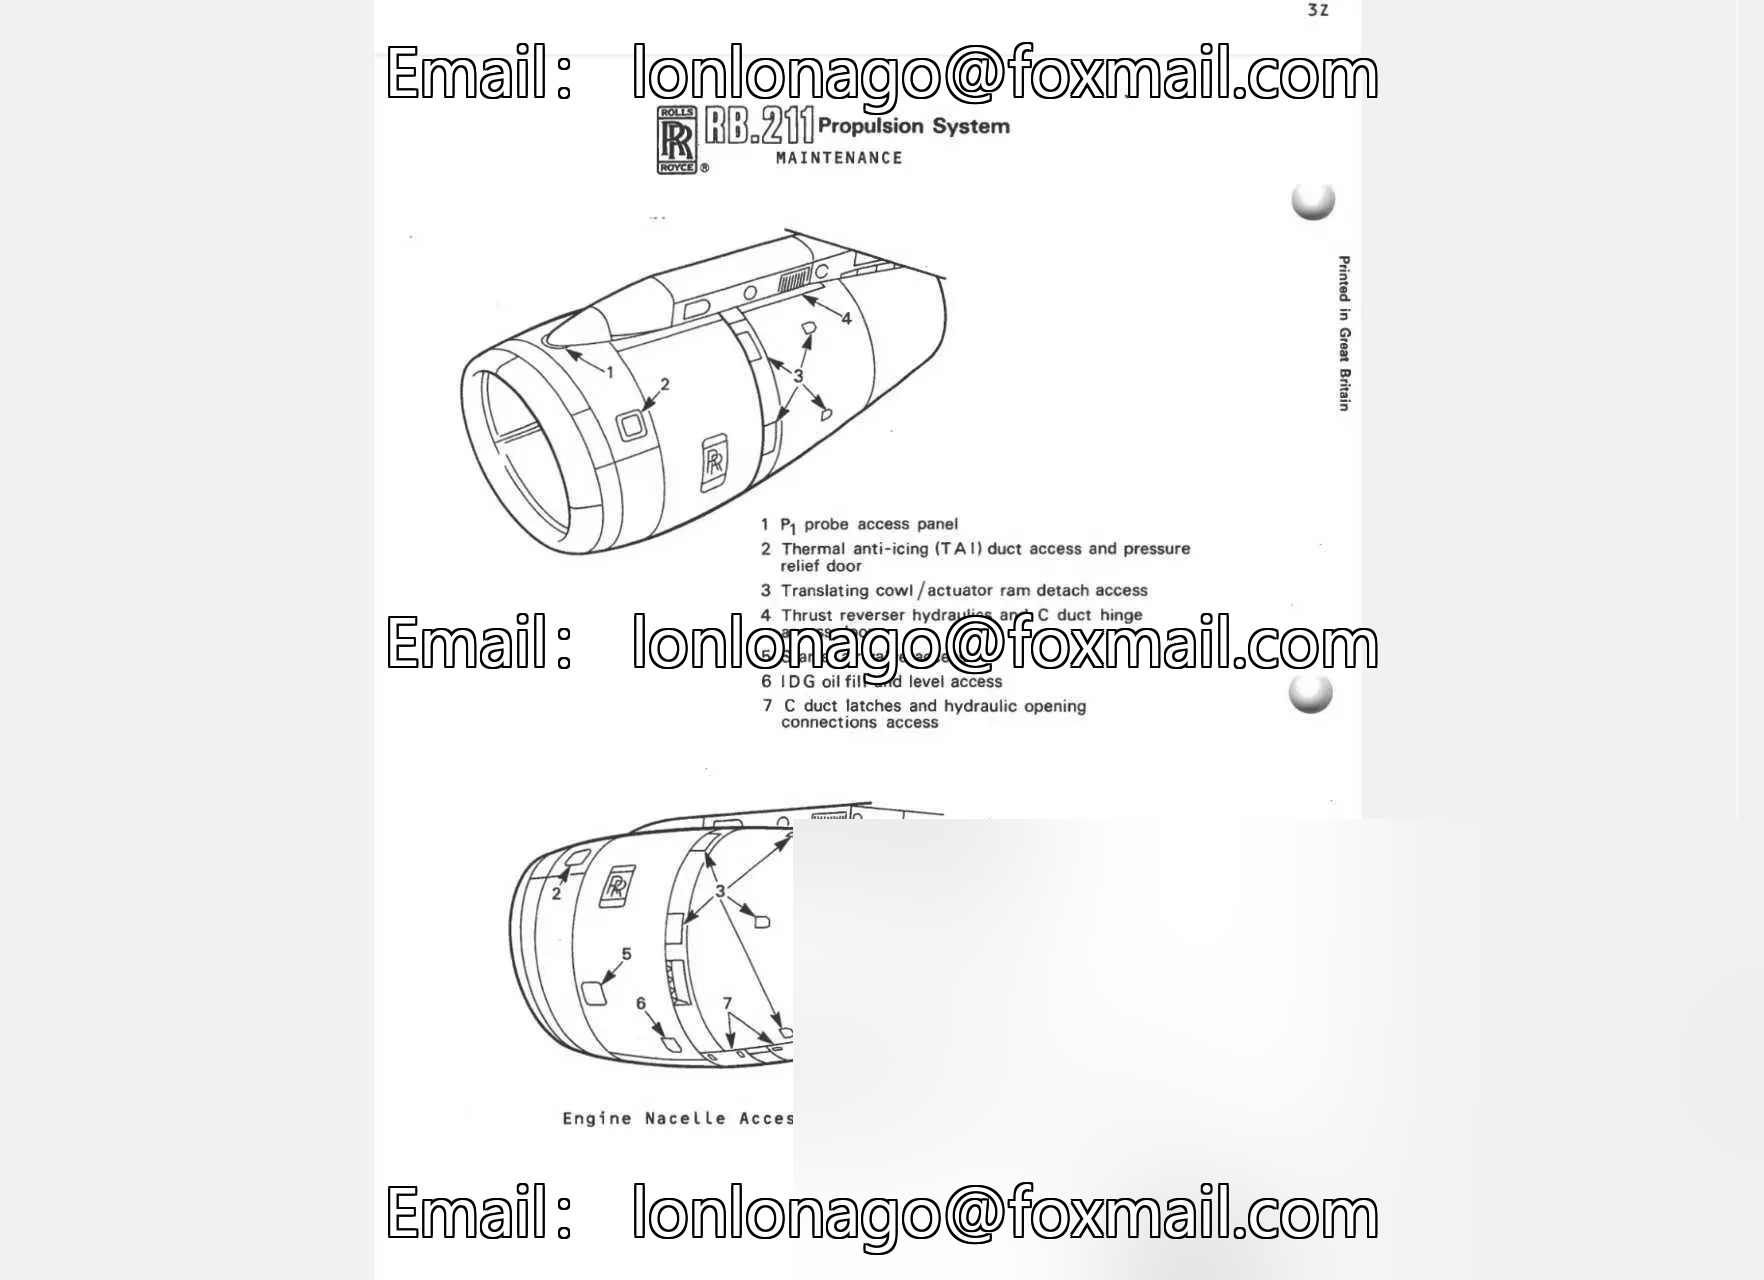 3Z
Email: lonlonago@foxmail.com
ROLLS
RR
ROYCE ®
RB.211 Propulsion System
MAINTENANCE
Printed in Great Britain
4
1
3
2
RR
1 P1 probe access panel
2 Thermal anti-icing (TAI) duct access and pressure
relief door
3 Translating cowl/actuator ram detach access
4 Thrust reverser hydraulics and C duct hinge
Email: lonlonago@foxmail.com
5
6 IDG oil fill and level access
7 C duct latches and hydraulic opening
connections access
2
RR
3
5
6
7
Engine Nacelle Acces
Email: lonlonago@foxmail.com